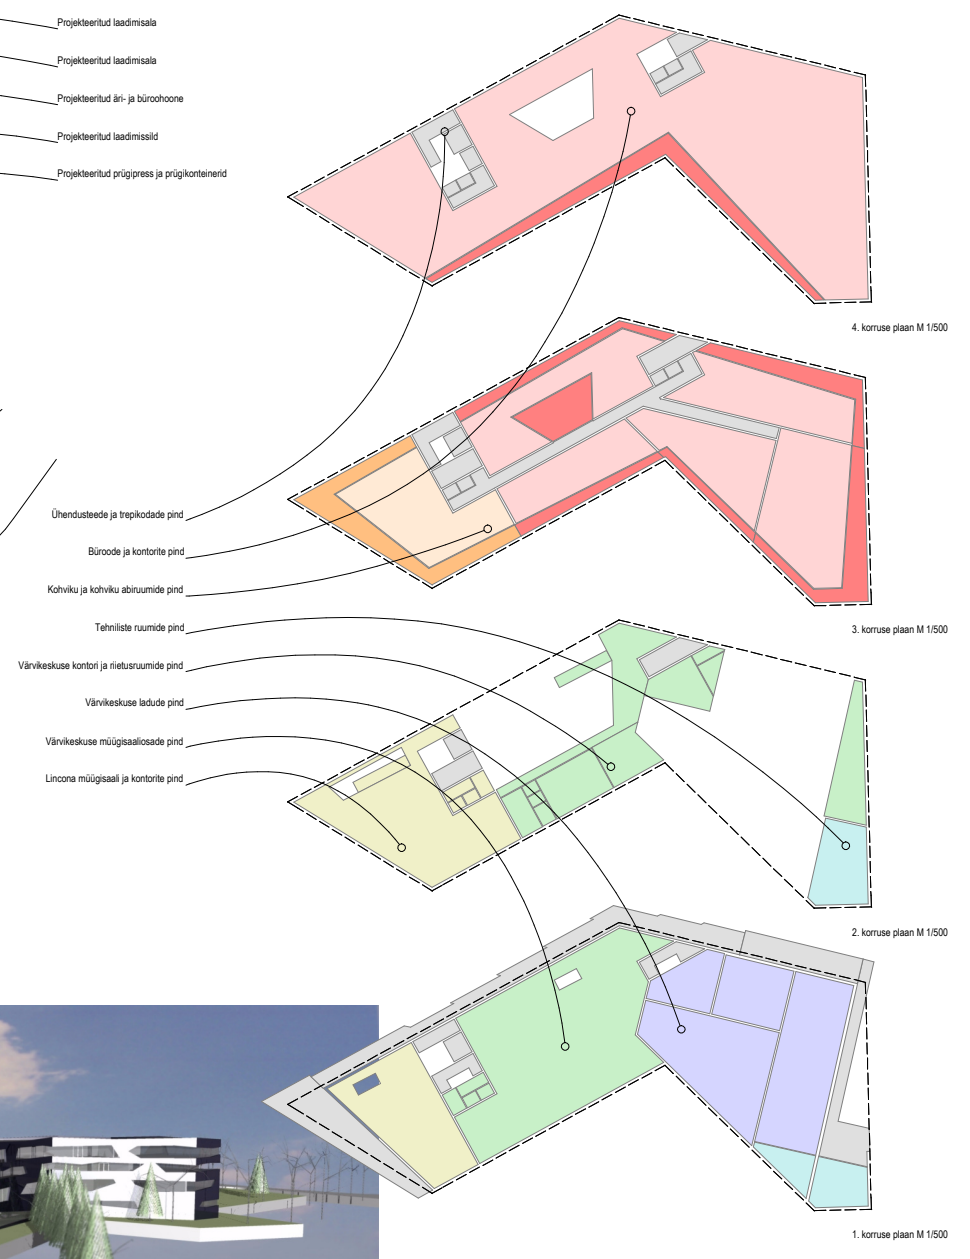 Projekteeritud laadimisala
Projekteeritud laadimisala
Projekteeritud äri- ja büroohoone
Projekteeritud laadimissild
Projekteeritud prügipress ja prügikonteinerid
4. korruse plaan M 1/500
Ühendusteede ja trepikodade pind
Büroode ja kontorite pind
Kohviku ja kohviku abiruumide pind
Tehniliste ruumide pind
3. korruse plaan M 1/500
Värvikeskuse kontori ja riietusruumide pind
Värvikeskuse ladude pind
Värvikeskuse müügisaaliosade pind
Lincona müügisaali ja kontorite pind
2. korruse plaan M 1/500
1. korruse plaan M 1/500